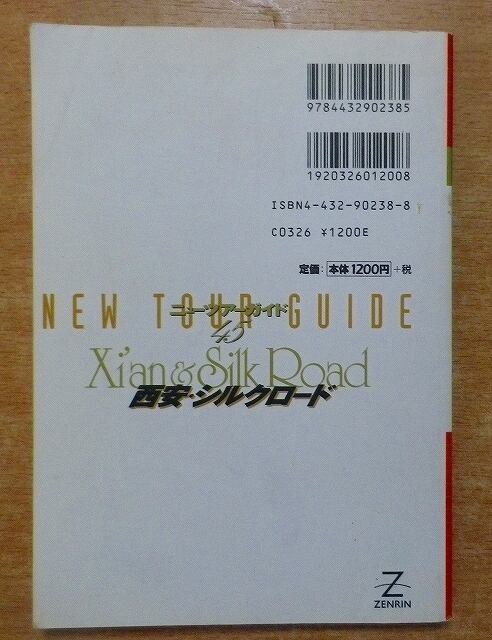 9784432902385
1920326012008
ISBN4-432-90238-8
C0326 ¥1200E
定価：本体1200円+税
NEW TOUR GUIDE
ニューツアーガイド
45
Xi'an & Silk Road
西安・シルクロード
Z
ZENRIN